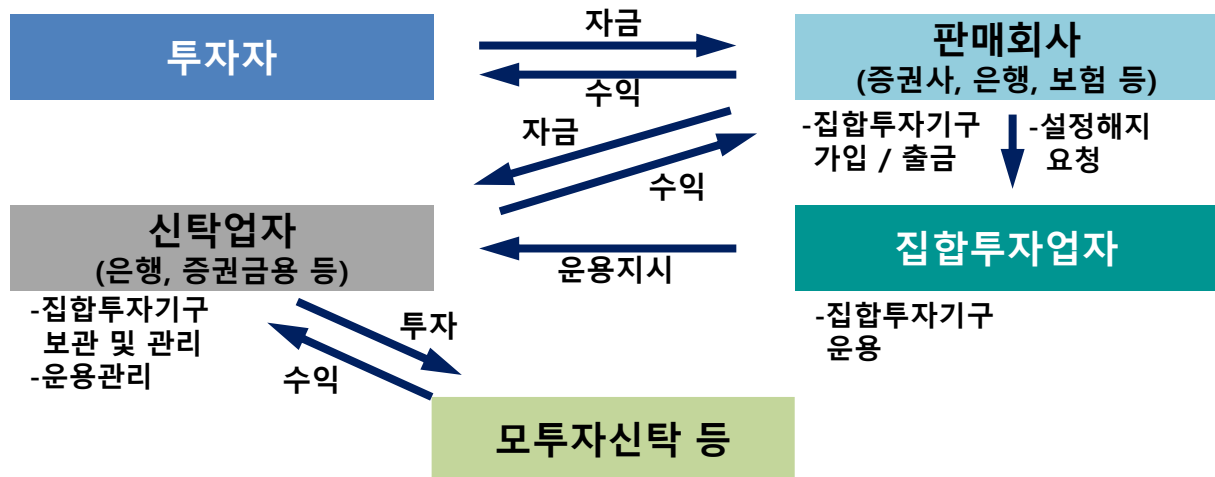 투자자
자금
수익
판매회사
(증권사, 은행, 보험 등)
-집합투자기구
가입 / 출금
-설정해지
요청
자금
수익
신탁업자
(은행, 증권금용 등)
-집합투자기구
보관 및 관리
-운용관리
운용지시
집합투자업자
-집합투자기구
운용
투자
수익
모투자신탁 등